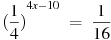 (1/4)^{4x-10} = 1/16